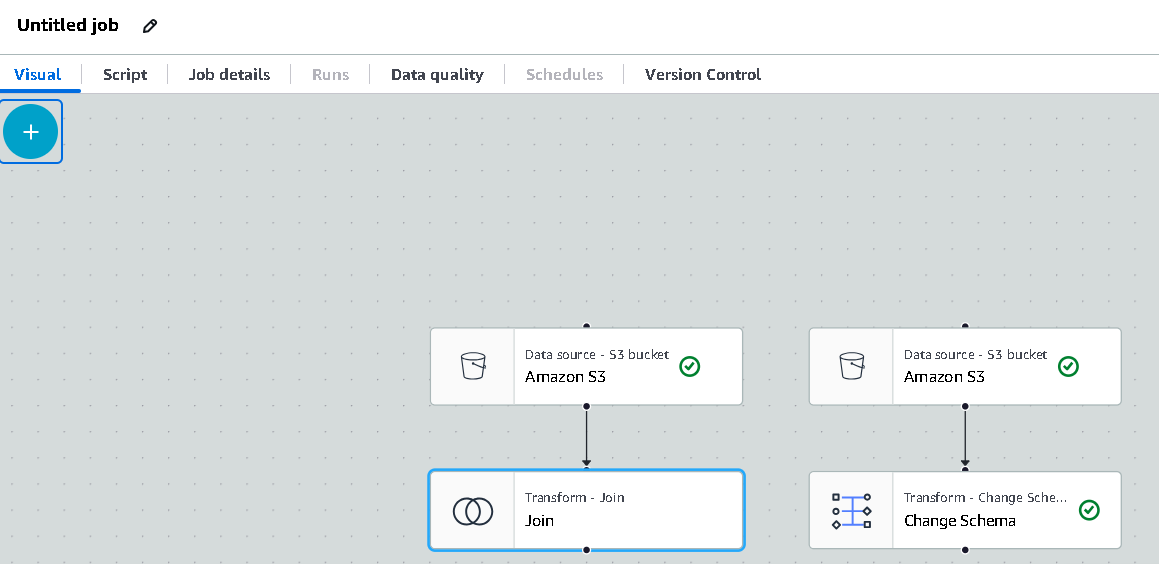 Untitled job
Visual Script Job details Runs Data quality Schedules Version Control
Data source - S3 bucket
Amazon S3
Data source - S3 bucket
Amazon S3
Transform - Join
Join
Transform - Change Sche...
Change Schema